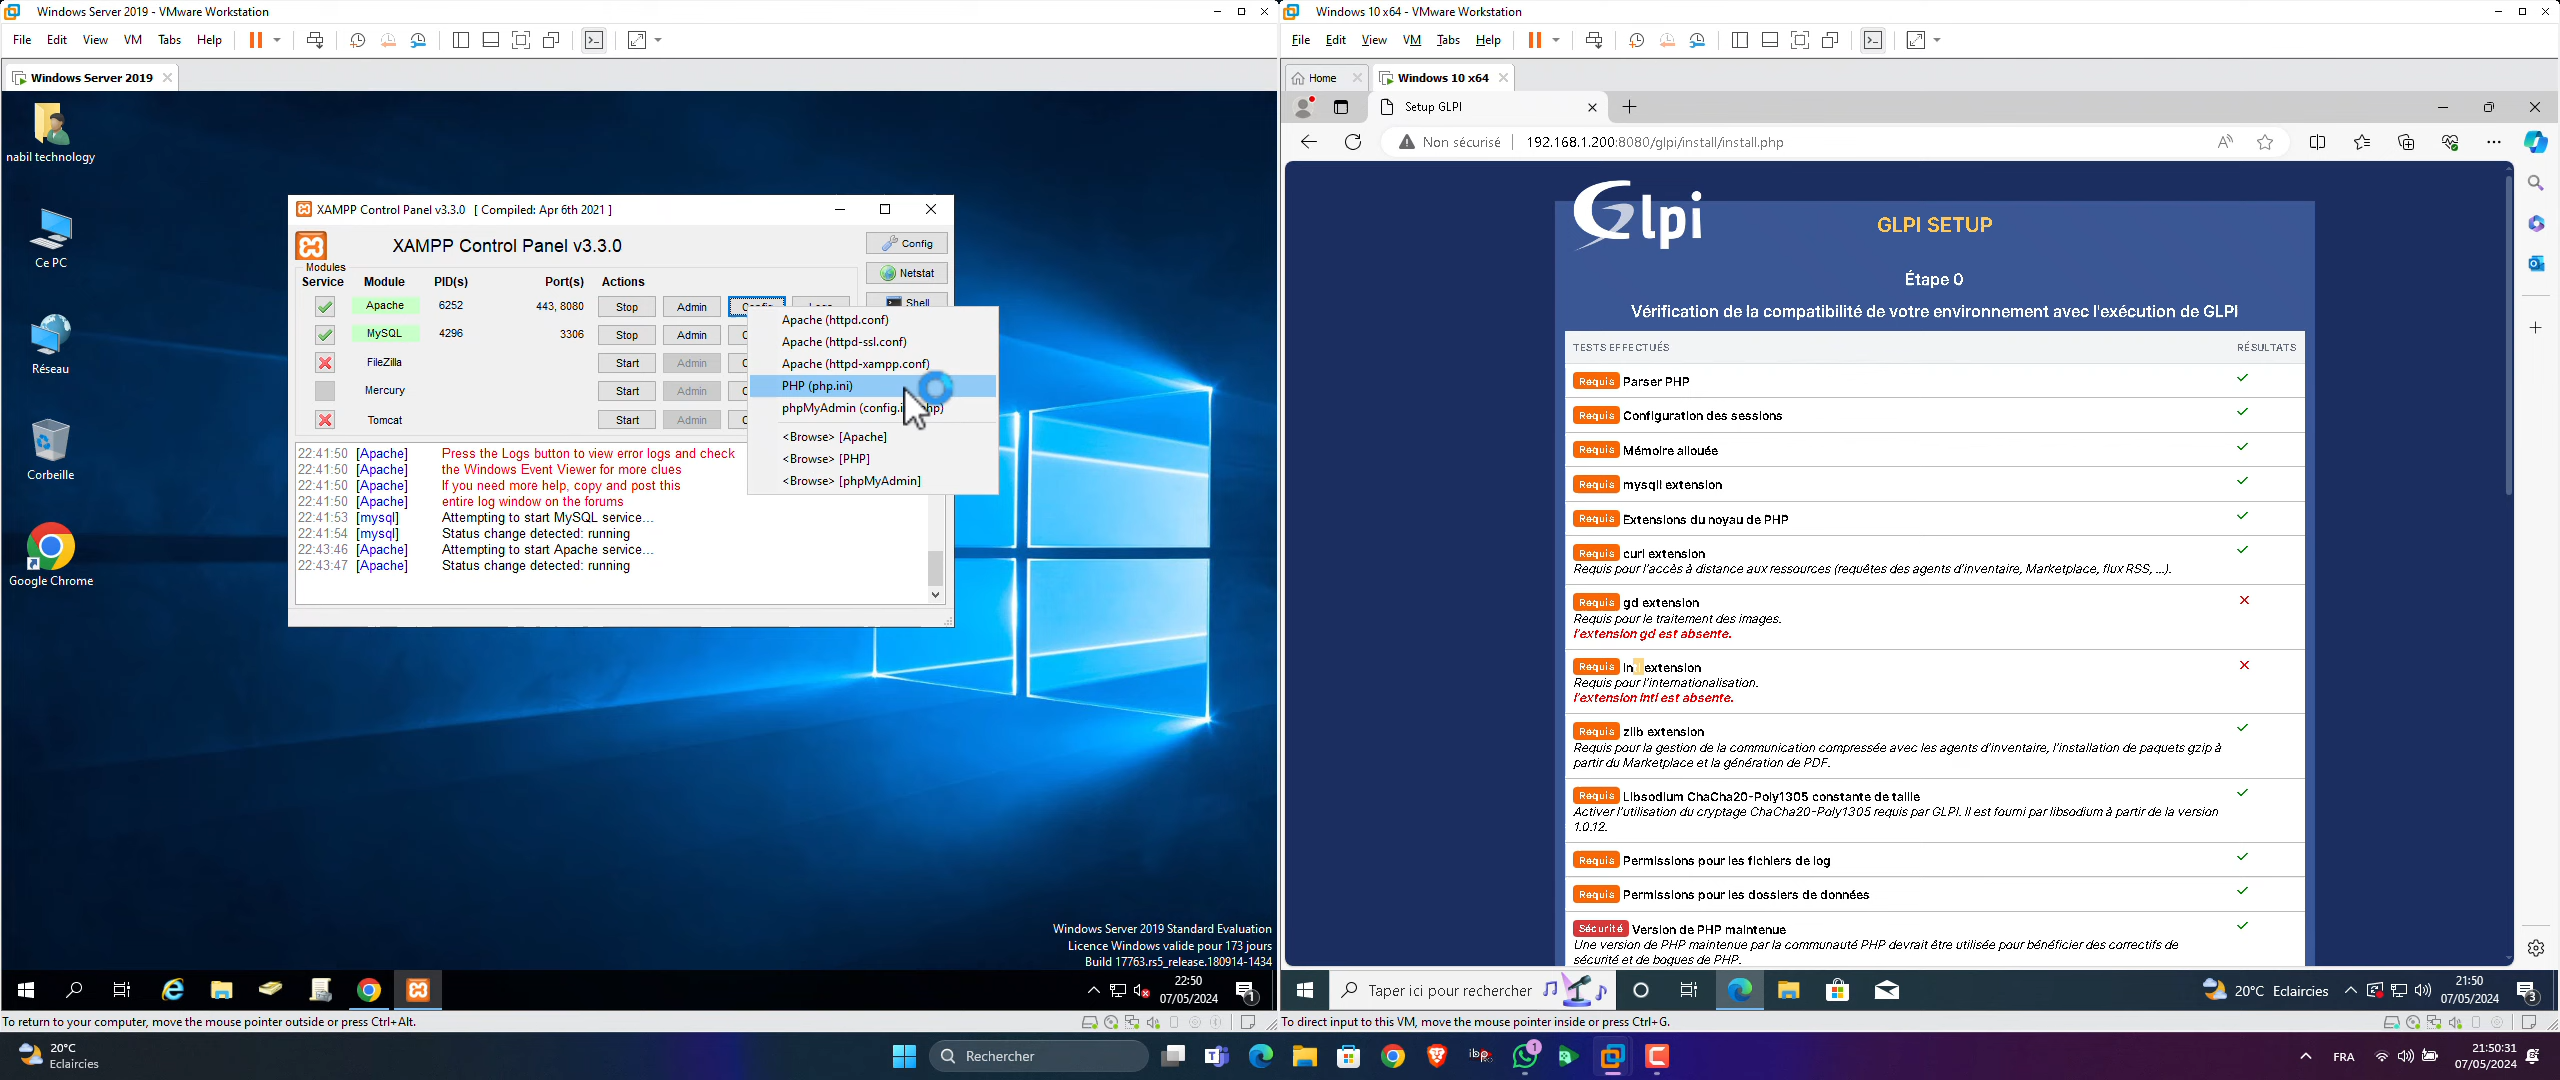 Windows Server 2019 - VMware Workstation
File Edit View VM Tabs Help
Windows Server 2019
nabil technology
Ce PC
Réseau
Corbeille
Google Chrome
XAMPP Control Panel v3.3.0 [ Compiled: Apr 6th 2021 ]
XAMPP Control Panel v3.3.0
Config
Netstat
Shell
Modules
Service Module PID(s) Port(s) Actions
Apache 6252 443, 8080 Stop Admin Config Logs
MySQL 4296 3306 Stop Admin
FileZilla Start Admin
Mercury Start Admin
Tomcat Start Admin
Apache (httpd.conf)
Apache (httpd-ssl.conf)
Apache (httpd-xampp.conf)
PHP (php.ini)
phpMyAdmin
<Browse> [Apache]
<Browse> [PHP]
<Browse> [phpMyAdmin]
22:41:50 [Apache] Press the Logs button to view error logs and check
22:41:50 [Apache] the Windows Event Viewer for more clues
22:41:50 [Apache] If you need more help, copy and post this
22:41:50 [Apache] entire log window on the forums
22:41:53 [mysql] Attempting to start MySQL service...
22:41:54 [mysql] Status change detected: running
22:43:46 [Apache] Attempting to start Apache service...
22:43:47 [Apache] Status change detected: running
Windows Server 2019 Standard Evaluation
Licence Windows valide pour 173 jours
Build 17763.rs5_release.180914-1434
22:50
07/05/2024
1
To return to your computer, move the mouse pointer outside or press Ctrl+Alt.
Windows 10 x64 - VMware Workstation
File Edit View VM Tabs Help
Home Windows 10 x64
Setup GLPI
Non sécurisé 192.168.1.200:8080/glpi/install/install.php
Glpi
GLPI SETUP
Étape 0
Vérification de la compatibilité de votre environnement avec l'exécution de GLPI
TESTS EFFECTUÉS RÉSULTATS
Requis Parser PHP
Requis Configuration des sessions
Requis Mémoire allouée
Requis mysqli extension
Requis Extensions du noyau de PHP
Requis curl extension
Requis pour l'accès à distance aux ressources (requêtes des agents d'inventaire, Marketplace, flux RSS, ...).
Requis gd extension
Requis pour le traitement des images.
l'extension gd est absente.
Requis intl extension
Requis pour l'internationalisation.
l'extension intl est absente.
Requis zlib extension
Requis pour la gestion de la communication compressée avec les agents d'inventaire, l'installation de paquets gzip à
partir du Marketplace et la génération de PDF.
Requis Libsodium ChaCha20-Poly1305 constante de taille
Activer l'utilisation du cryptage ChaCha20-Poly1305 requis par GLPI. Il est fourni par libsodium à partir de la version
1.0.12.
Requis Permissions pour les fichiers de log
Requis Permissions pour les dossiers de données
Sécurité Version de PHP maintenue
Une version de PHP maintenue par la communauté PHP devrait être utilisée pour bénéficier des correctifs de
sécurité et de bogues de PHP.
Taper ici pour rechercher
20°C Eclaircies
21:50
07/05/2024
3
To direct input to this VM, move the mouse pointer inside or press Ctrl+G.
20°C
Eclaircies
Rechercher
ibp
1
FRA
21:50:31
07/05/2024